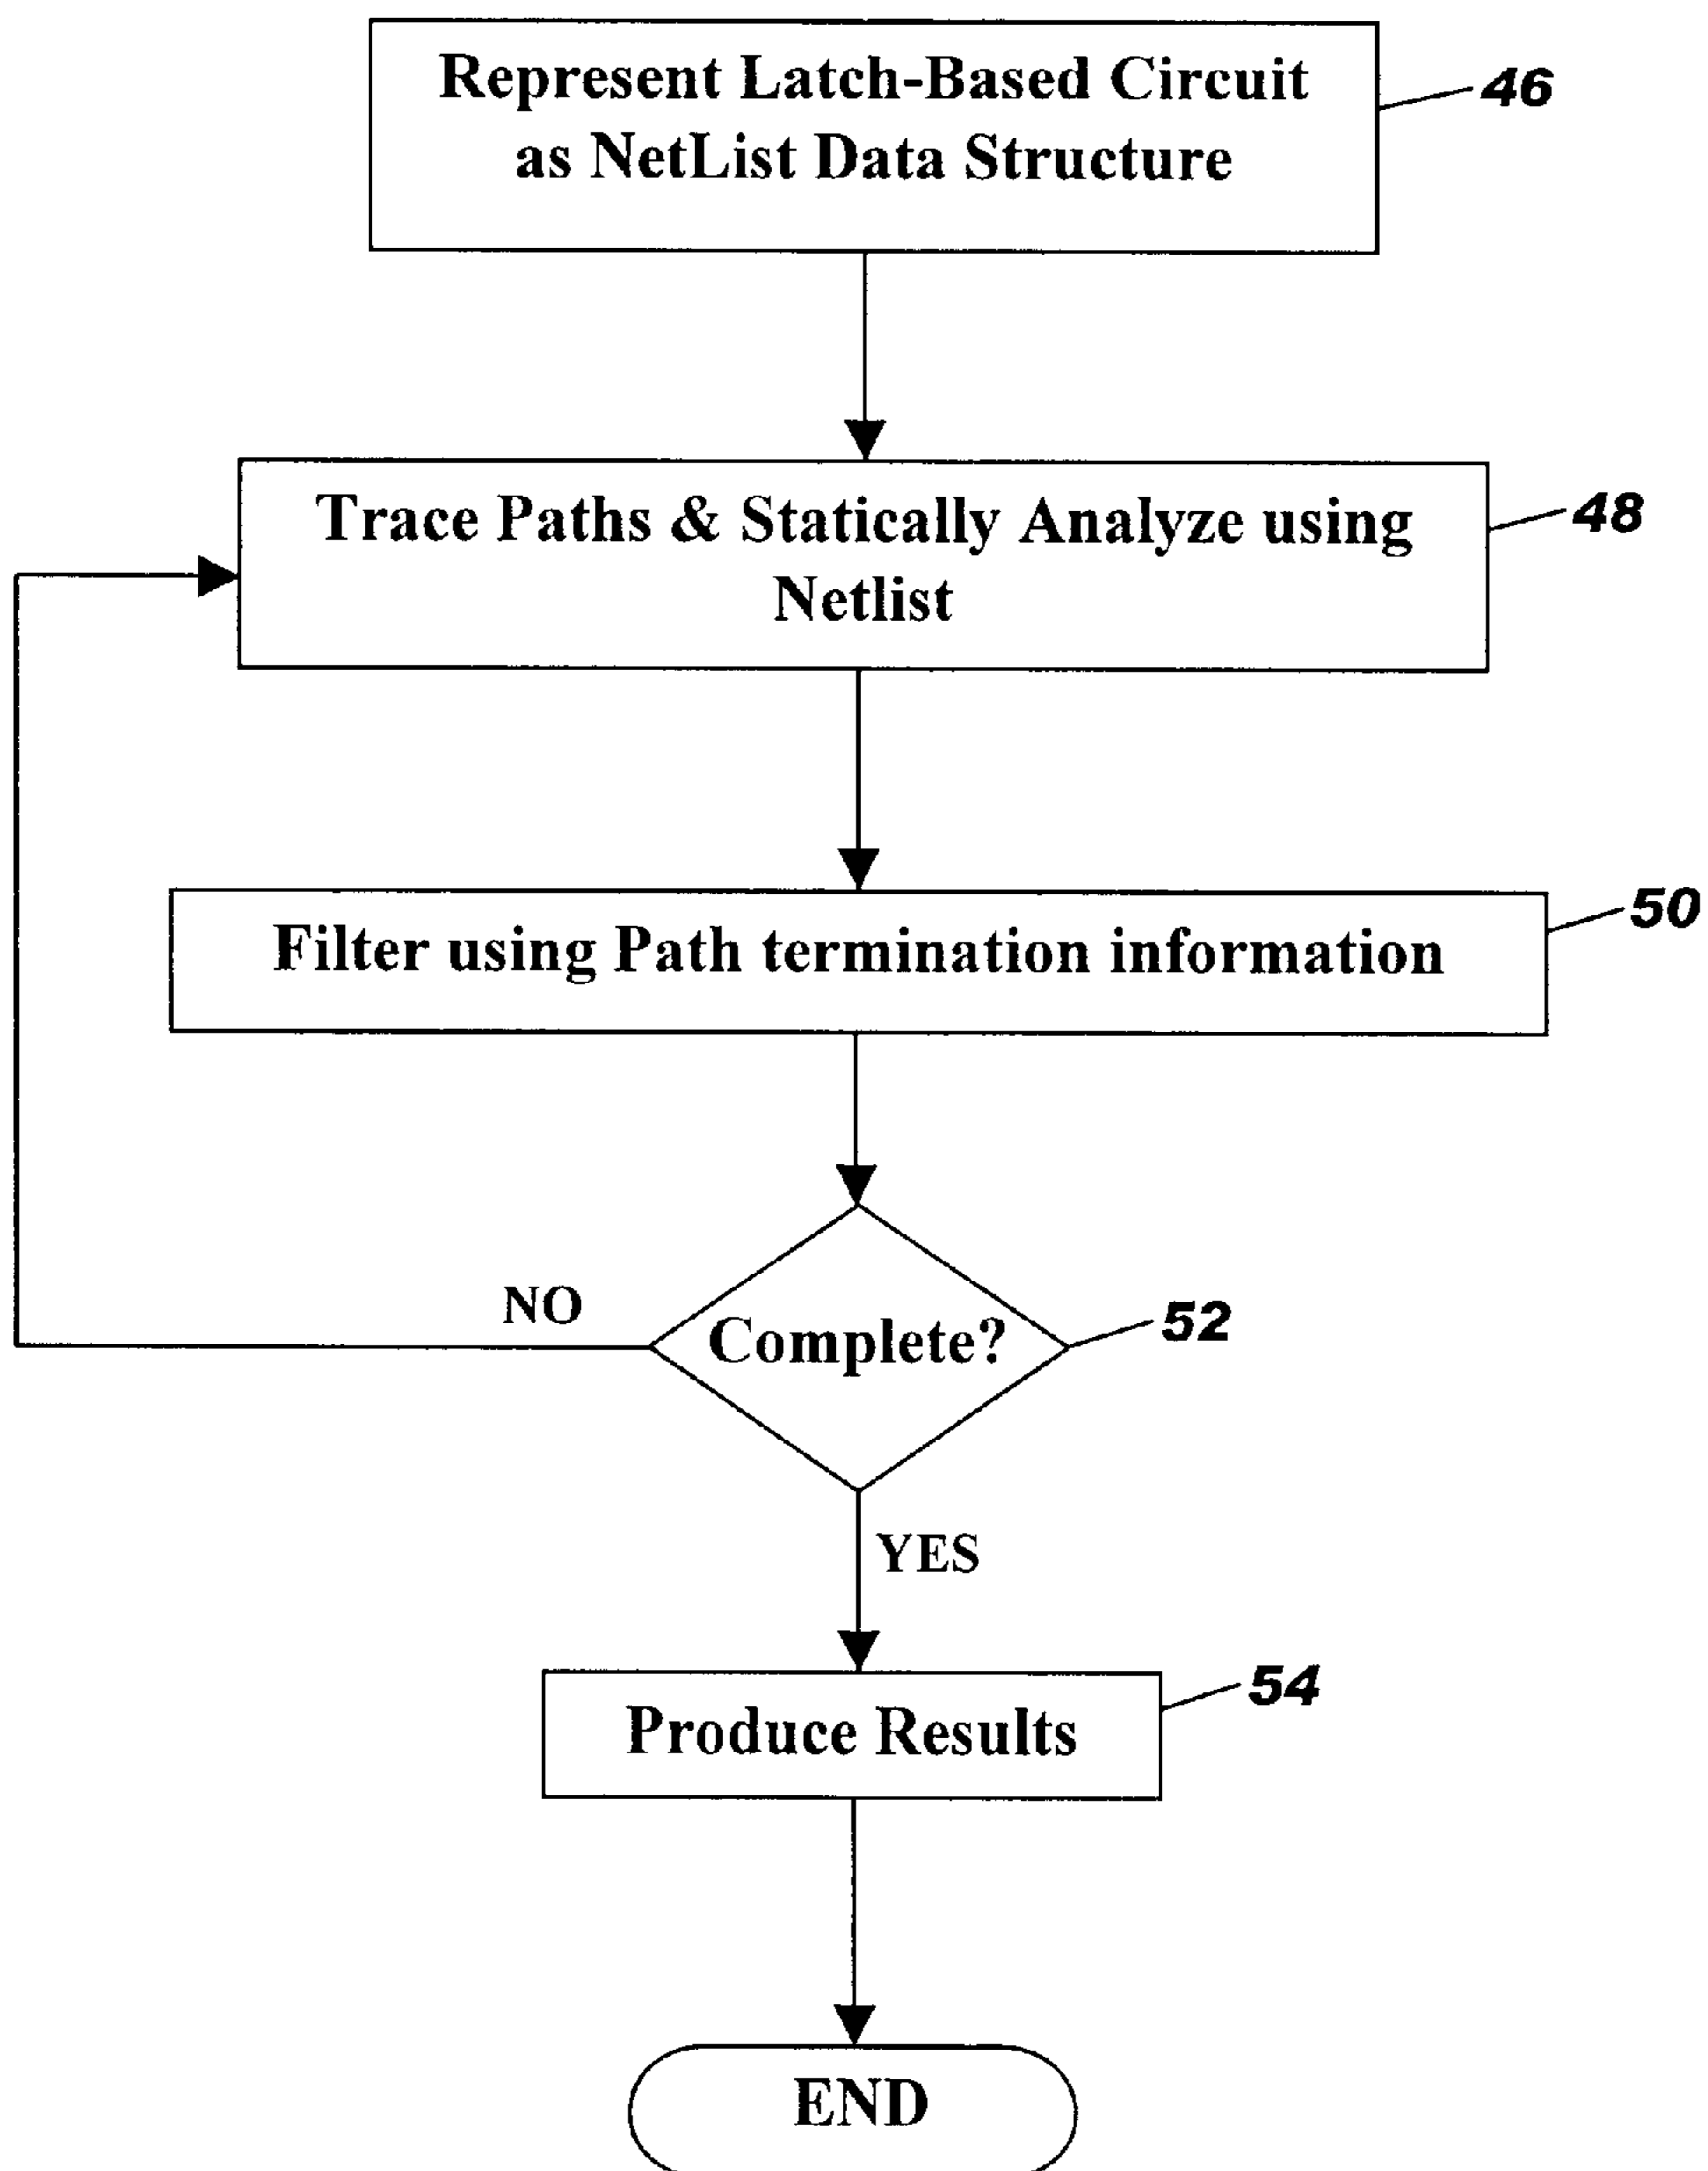 Represent Latch-Based Circuit
as NetList Data Structure
46
Trace Paths & Statically Analyze using
Netlist
48
Filter using Path termination information
50
Complete?
52
NO
YES
Produce Results
54
END